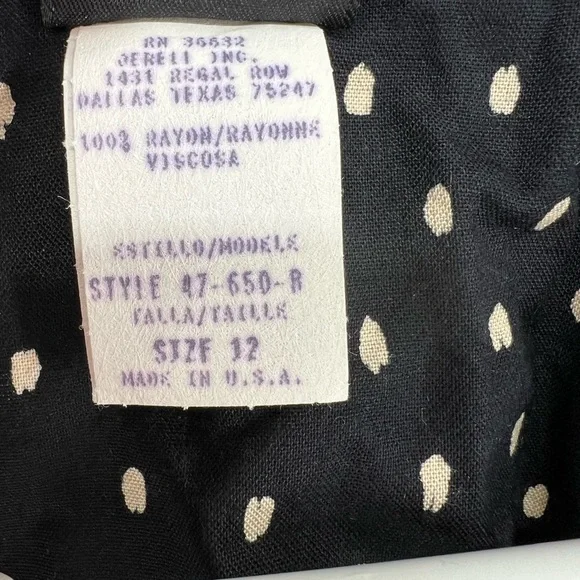 RN 36632
JERELL INC.
1431 REGAL ROW
DALLAS TEXAS 75247
100% RAYON/RAYONNE
VISCOSA
ESTILLO/MODELE
STYLE 47-650-R
TALLA/TAILLE
SIZE 12
MADE IN U.S.A.